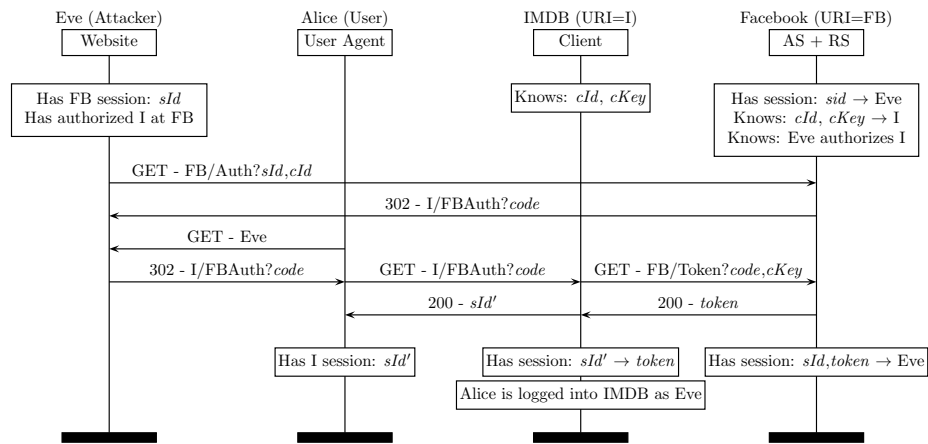 Eve (Attacker)
Alice (User)
IMDB (URI=I)
Facebook (URI=FB)
Website
User Agent
Client
AS + RS
Has FB session: sId
Has authorized I at FB
Knows: cId, cKey
Has session: sid → Eve
Knows: cId, cKey → I
Knows: Eve authorizes I
GET - FB/Auth?sId,cId
302 - I/FBAuth?code
GET - Eve
302 - I/FBAuth?code
GET - I/FBAuth?code
GET - FB/Token?code,cKey
200 - sId′
200 - token
Has I session: sId′
Has session: sId′ → token
Has session: sId,token → Eve
Alice is logged into IMDB as Eve